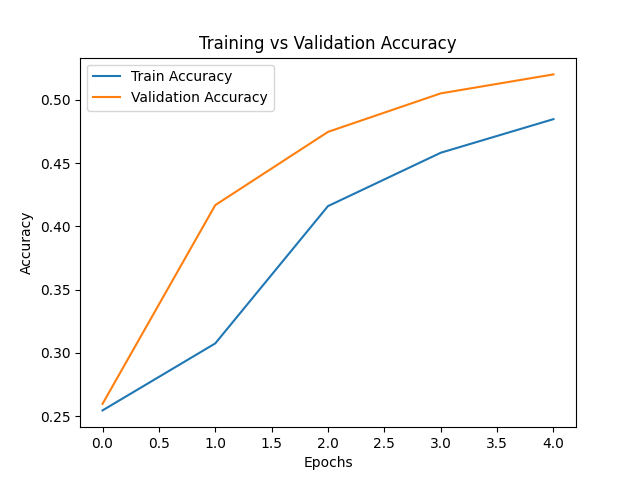 Training vs Validation Accuracy
Train Accuracy
Validation Accuracy
0.50
0.45
0.40
0.35
0.30
0.25
Accuracy
0.0 0.5 1.0 1.5 2.0 2.5 3.0 3.5 4.0
Epochs